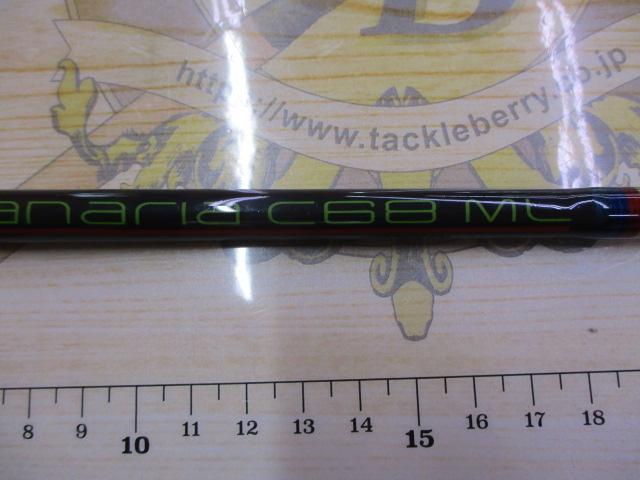 http://www.tackleberry.co.jp
anaria C68 ML
8 9 10 11 12 13 14 15 16 17 18